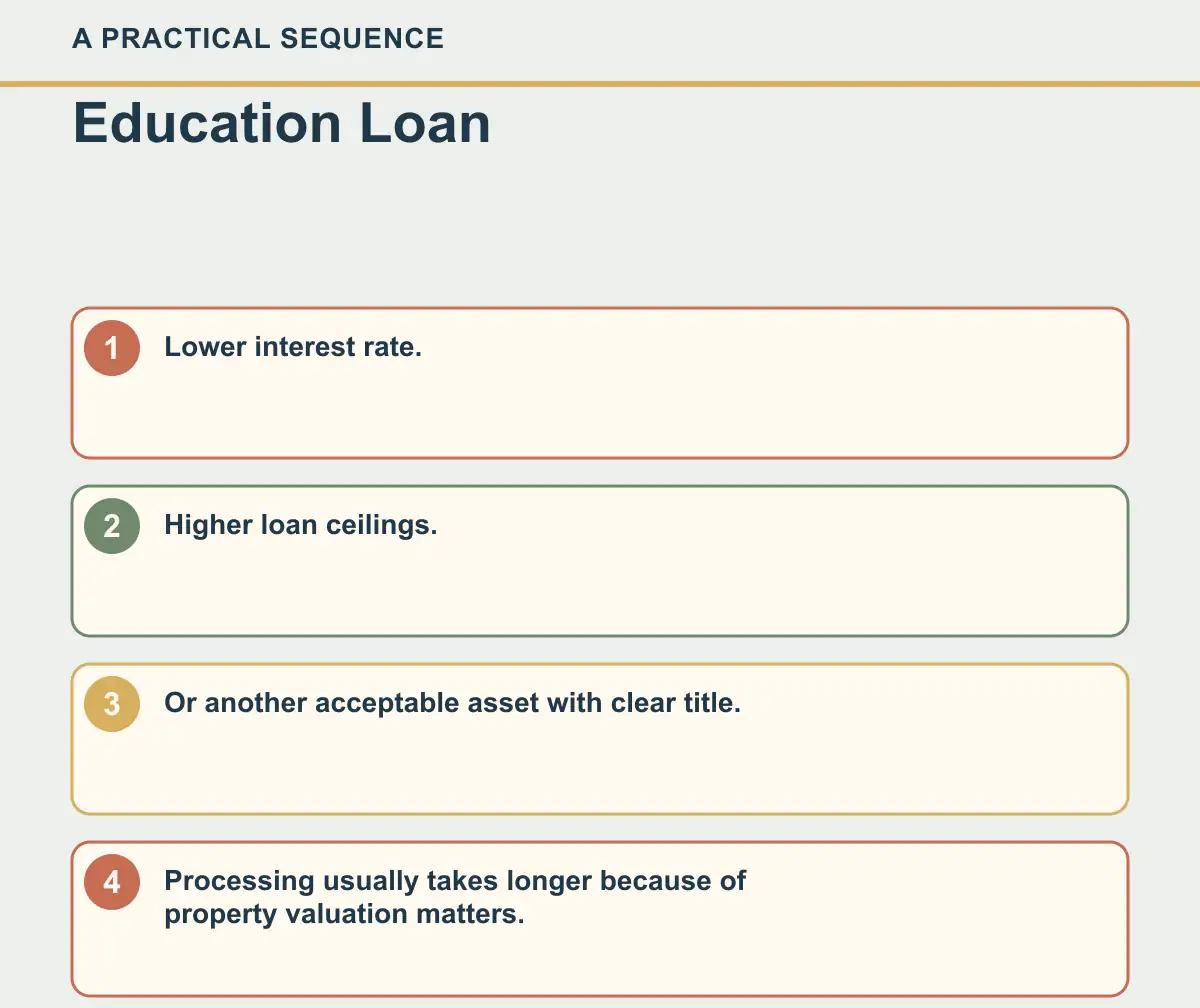 A PRACTICAL SEQUENCE
Education Loan
1 Lower interest rate.
2 Higher loan ceilings.
3 Or another acceptable asset with clear title.
4 Processing usually takes longer because of
property valuation matters.